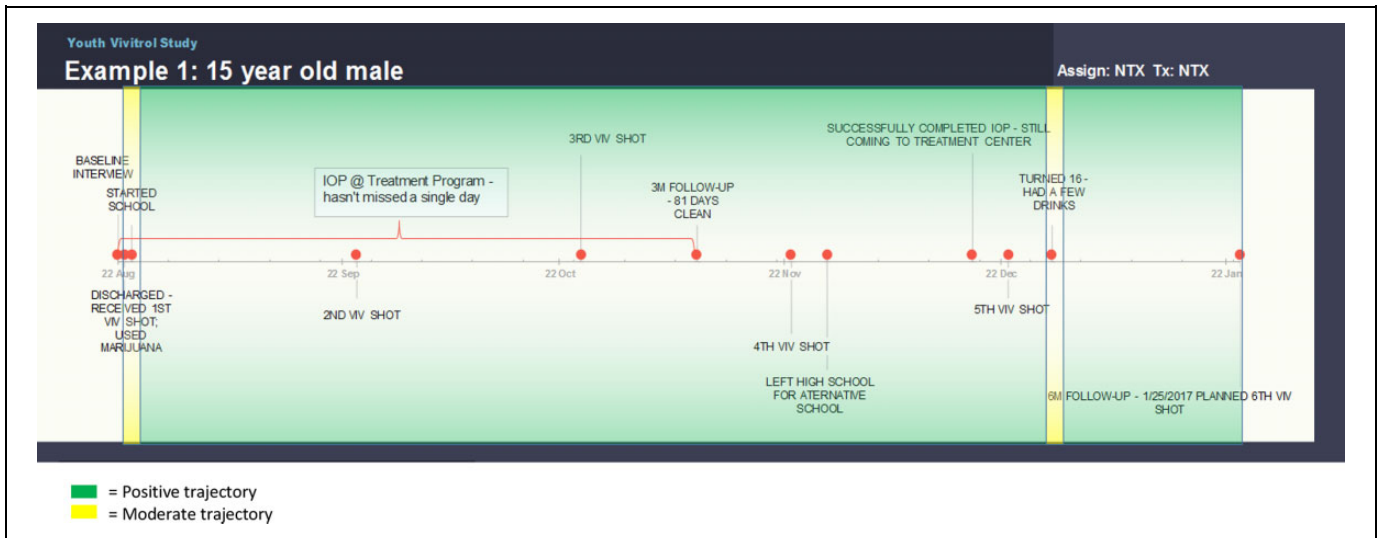 Youth Vivitrol Study
Example 1: 15 year old male
Assign: NTX Tx: NTX
BASELINE
INTERVIEW
STARTED
SCHOOL
IOP @ Treatment Program -
hasn't missed a single day
3RD VIV SHOT
3M FOLLOW-UP
- 81 DAYS
CLEAN
SUCCESSFULLY COMPLETED IOP - STILL
COMING TO TREATMENT CENTER
TURNED 16 -
HAD A FEW
DRINKS
22 Aug
22 Sep
22 Oct
22 Nov
22 Dec
22 Jan
DISCHARGED -
RECEIVED 1ST
VIV SHOT;
USED
MARIJUANA
2ND VIV SHOT
4TH VIV SHOT
LEFT HIGH SCHOOL
FOR ATERNATIVE
SCHOOL
5TH VIV SHOT
6M FOLLOW-UP - 1/25/2017 PLANNED 6TH VIV
SHOT
= Positive trajectory
= Moderate trajectory